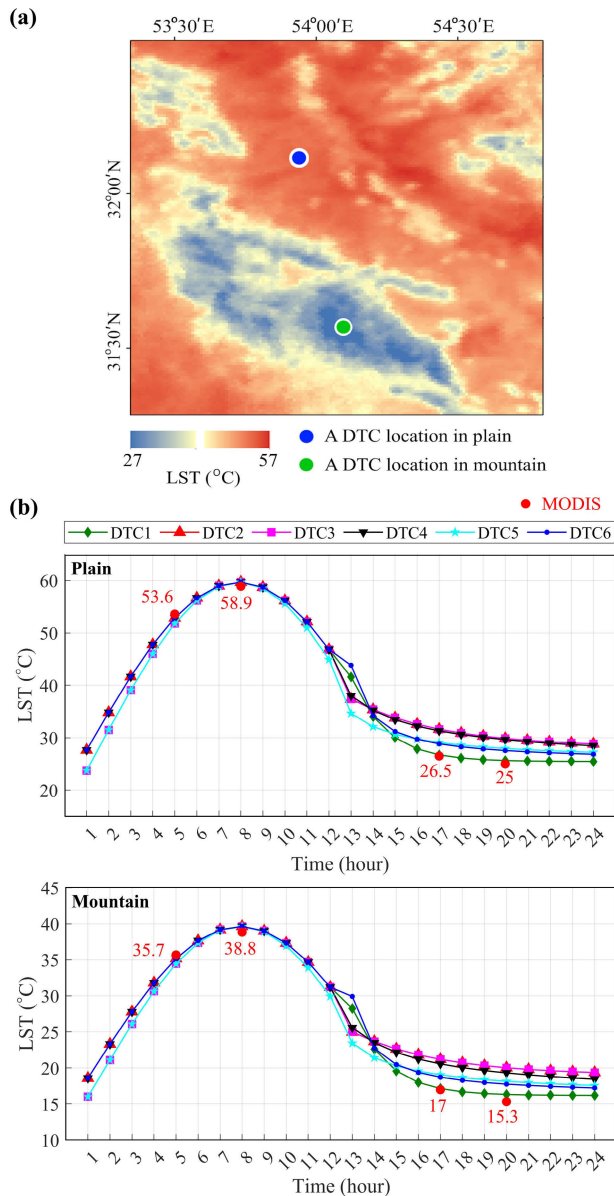 (a)
53°30′E 54°00′E 54°30′E
32°00′N
31°30′N
27 57
LST (°C)
A DTC location in plain
A DTC location in mountain
(b)
MODIS
DTC1 DTC2 DTC3 DTC4 DTC5 DTC6
Plain
LST (°C)
60
50
40
30
20
53.6
58.9
26.5
25
1 2 3 4 5 6 7 8 9 10 11 12 13 14 15 16 17 18 19 20 21 22 23 24
Time (hour)
Mountain
LST (°C)
45
40
35
30
25
20
15
10
35.7
38.8
17
15.3
1 2 3 4 5 6 7 8 9 10 11 12 13 14 15 16 17 18 19 20 21 22 23 24
Time (hour)